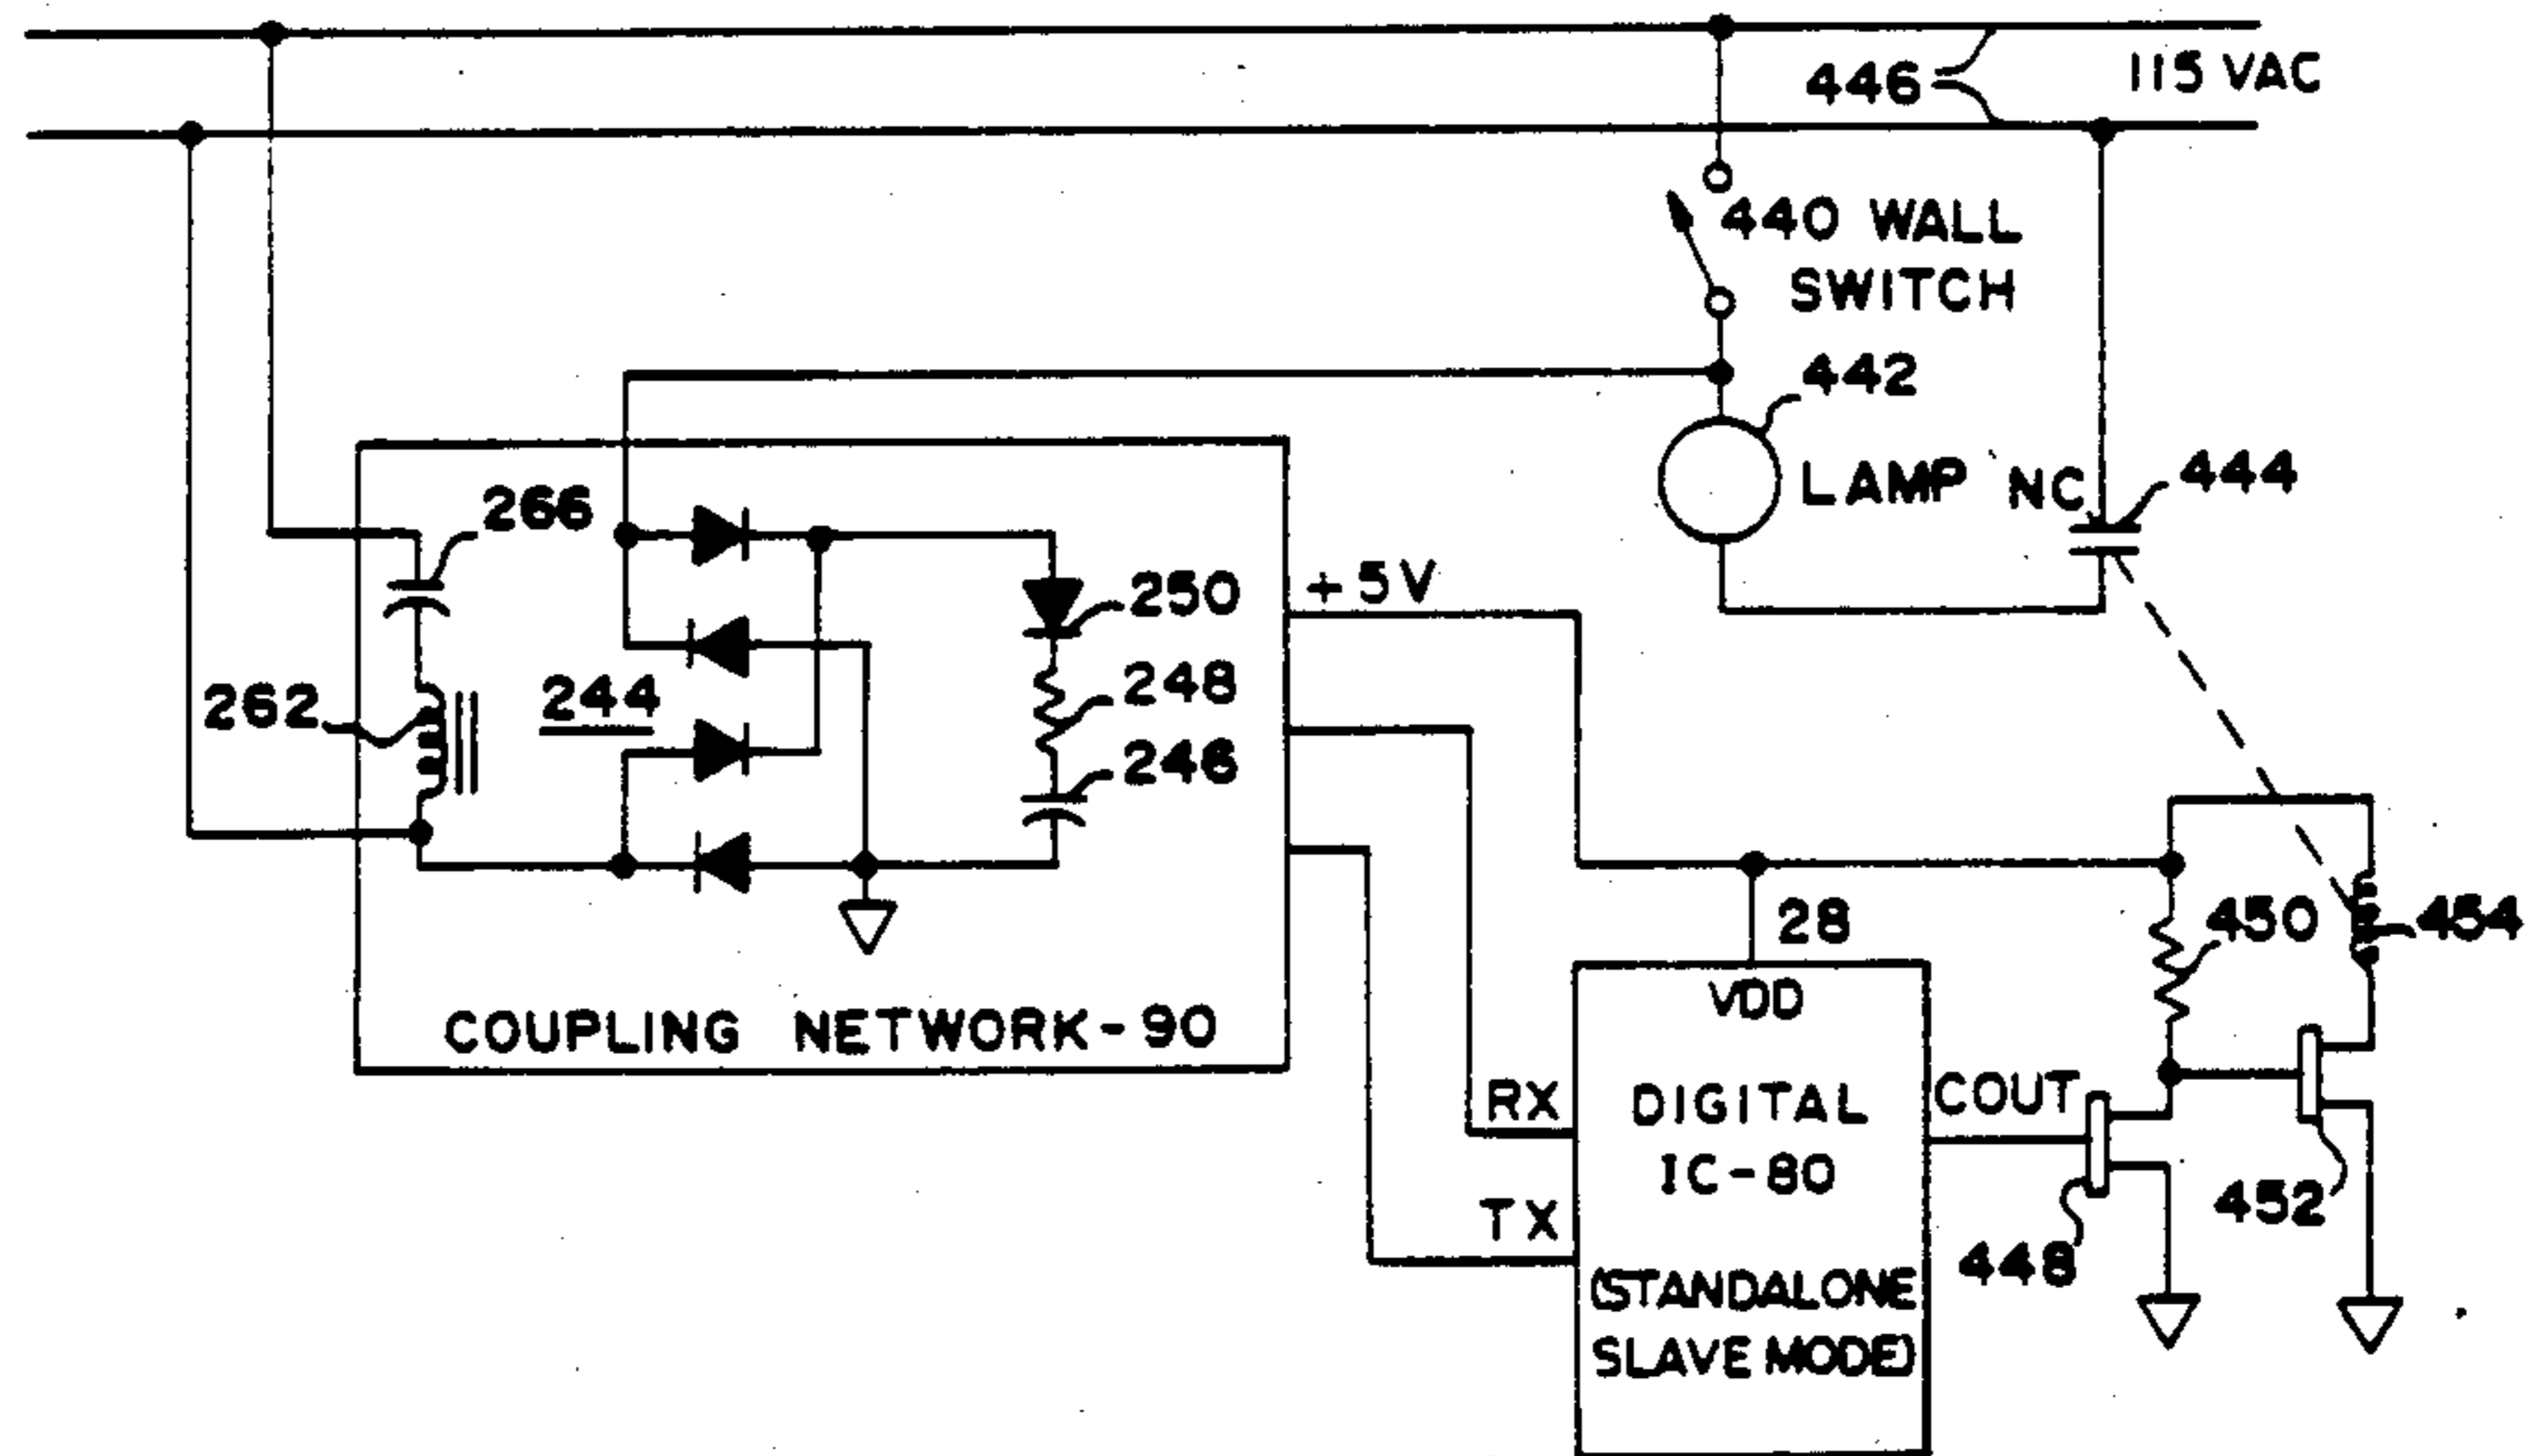 446
115 VAC
440 WALL
SWITCH
442
LAMP
NC
444
266
250
+5V
262
244
248
246
28
450
454
VDD
COUPLING NETWORK-90
RX
DIGITAL
IC-80
COUT
TX
452
448
(STANDALONE
SLAVE MODE)